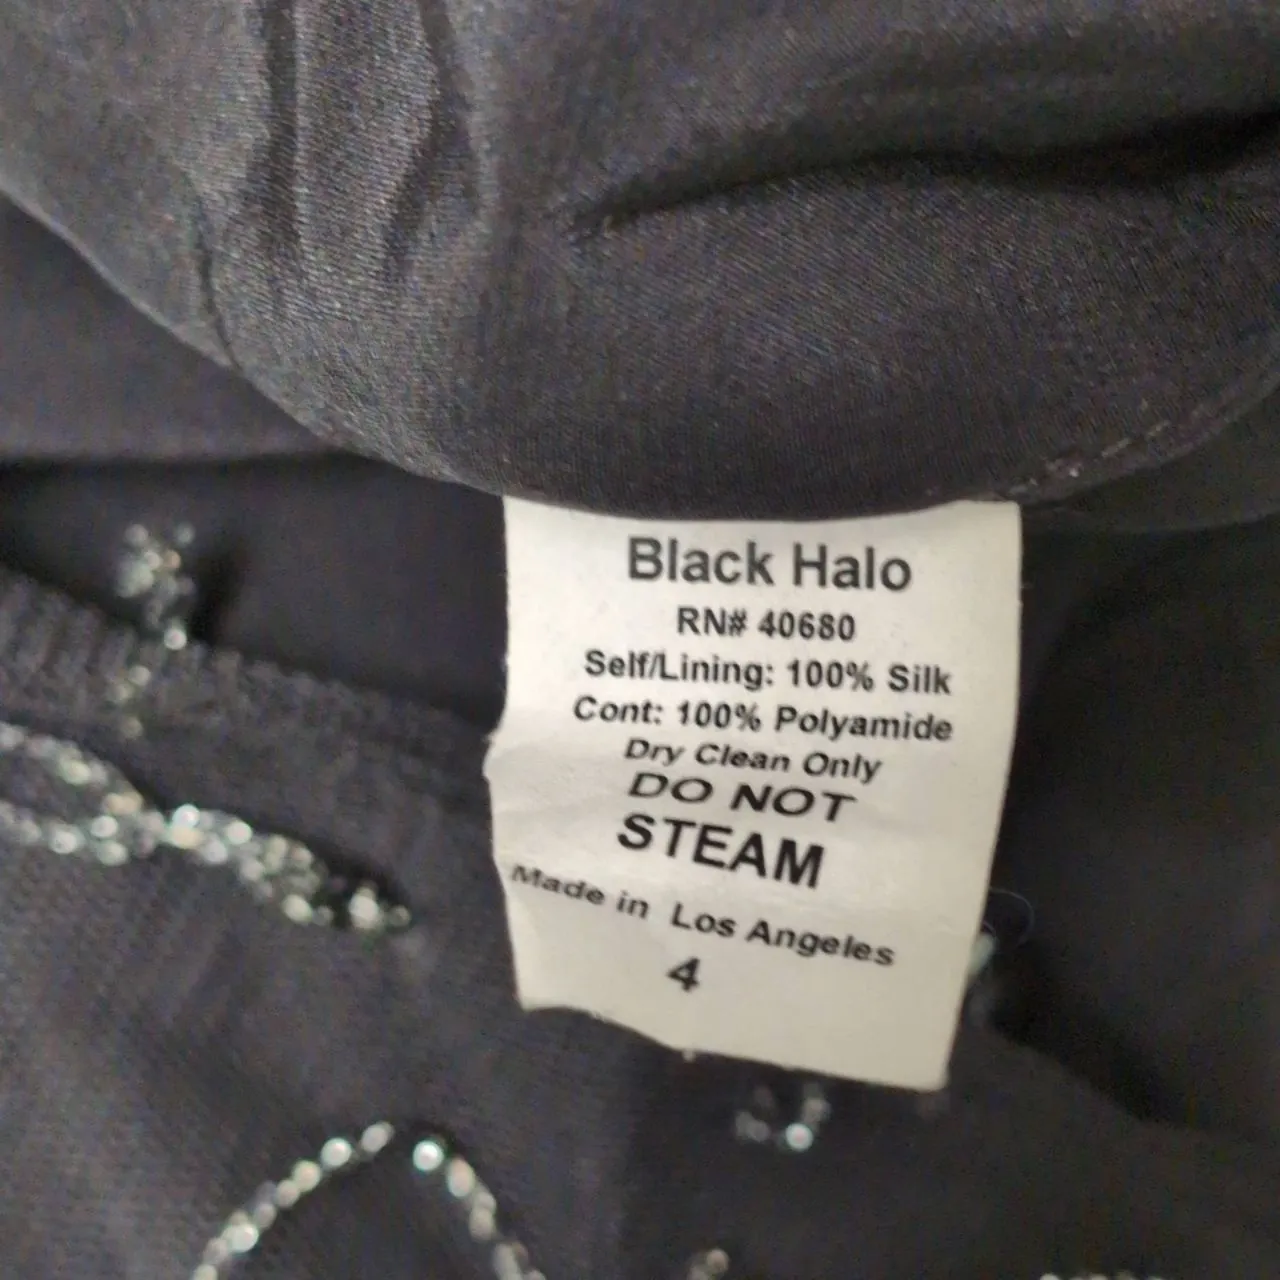 Black Halo
RN# 40680
Self/Lining: 100% Silk
Cont: 100% Polyamide
Dry Clean Only
DO NOT
STEAM
Made in Los Angeles
4